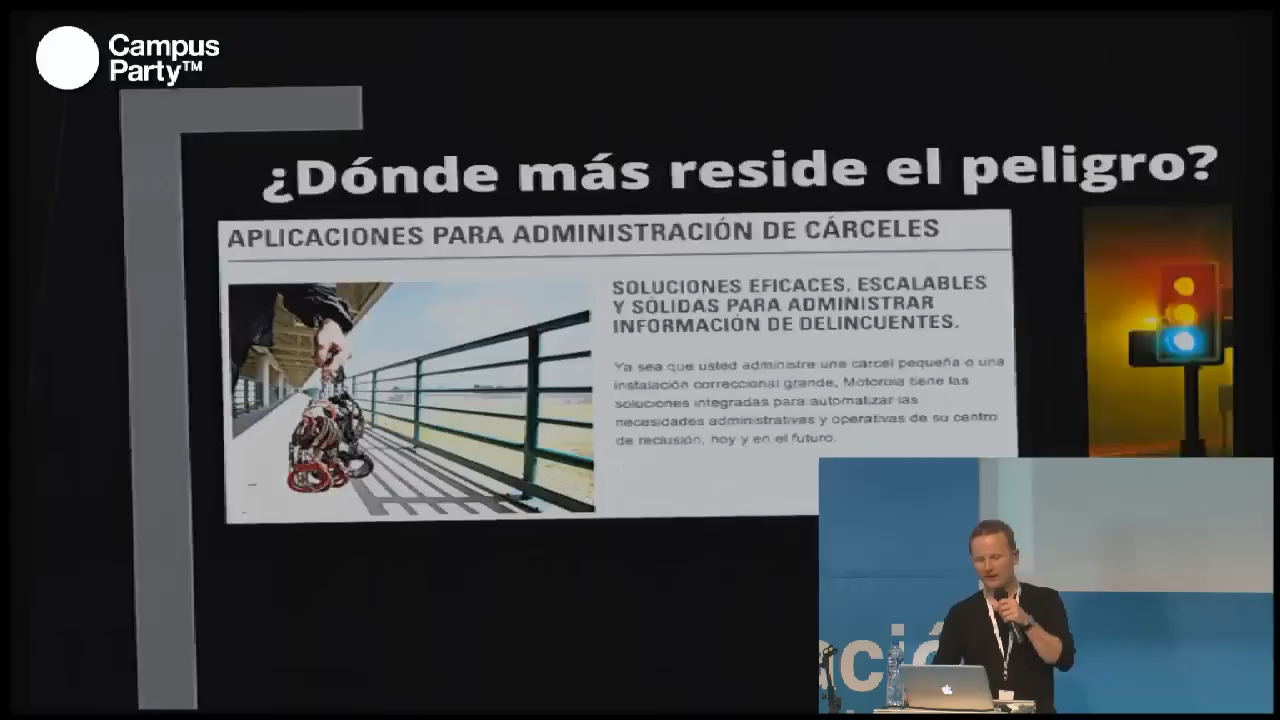 Campus
Party™
¿Dónde más reside el peligro?
APLICACIONES PARA ADMINISTRACIÓN DE CÁRCELES
SOLUCIONES EFICACES, ESCALABLES
Y SÓLIDAS PARA ADMINISTRAR
INFORMACIÓN DE DELINCUENTES.
Ya sea que usted administre una cárcel pequeña o una
instalación correccional grande, Motorola tiene las
soluciones integradas para automatizar las
necesidades administrativas y operativas de su centro
de reclusión, hoy y en el futuro.
ació